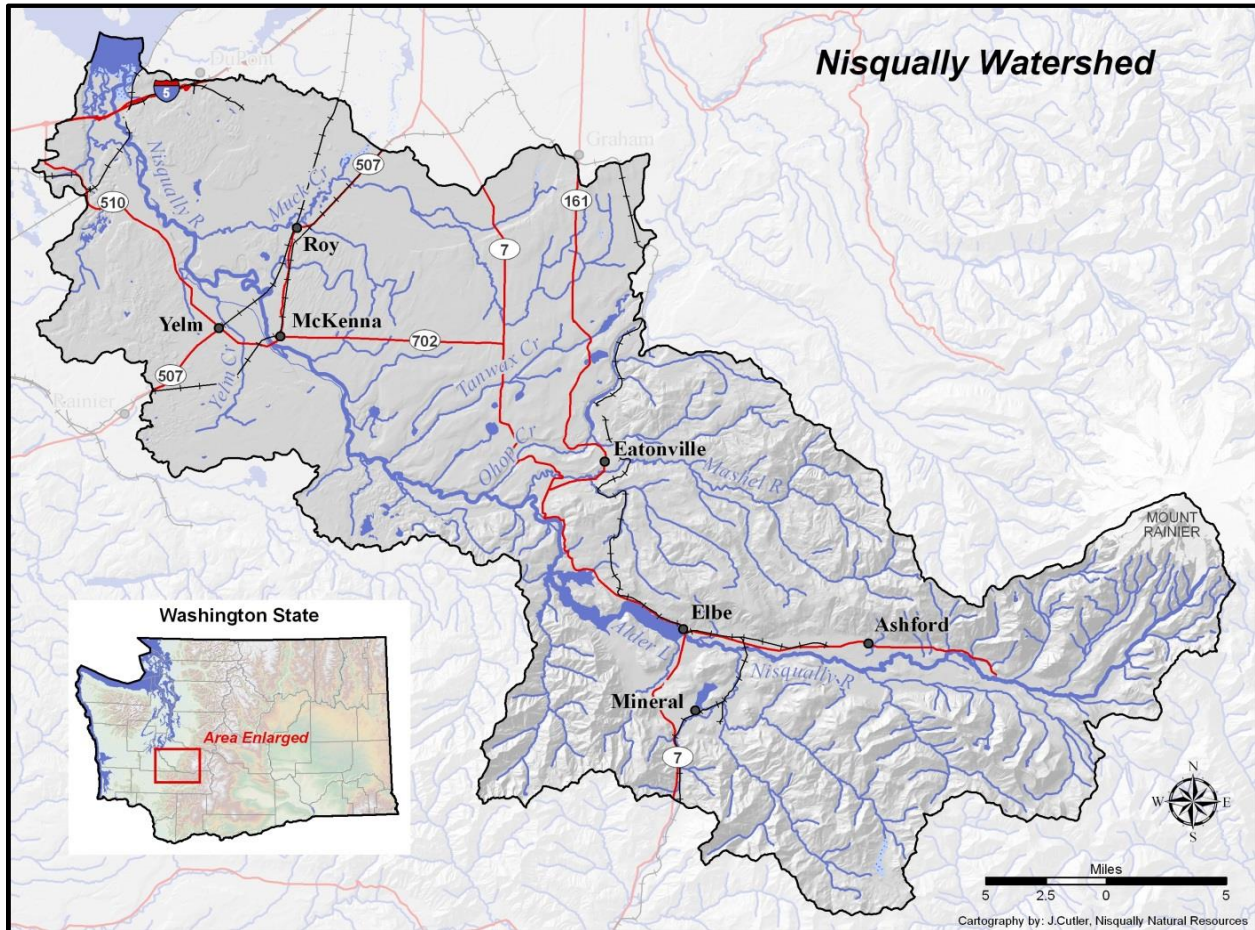 Nisqually Watershed
DuPont
5
Graham
507
161
510
Nisqually R
Muck Cr
Roy
7
Yelm
McKenna
702
507
Yelm Cr
Rainier
Tanwax Cr
Ohop Cr
Eatonville
Mashel R
MOUNT
RAINIER
Elbe
Ashford
Alder L
Nisqually R
Mineral
7
Washington State
Area Enlarged
N
W
E
S
Miles
5
2.5
0
5
Cartography by: J.Cutler, Nisqually Natural Resources